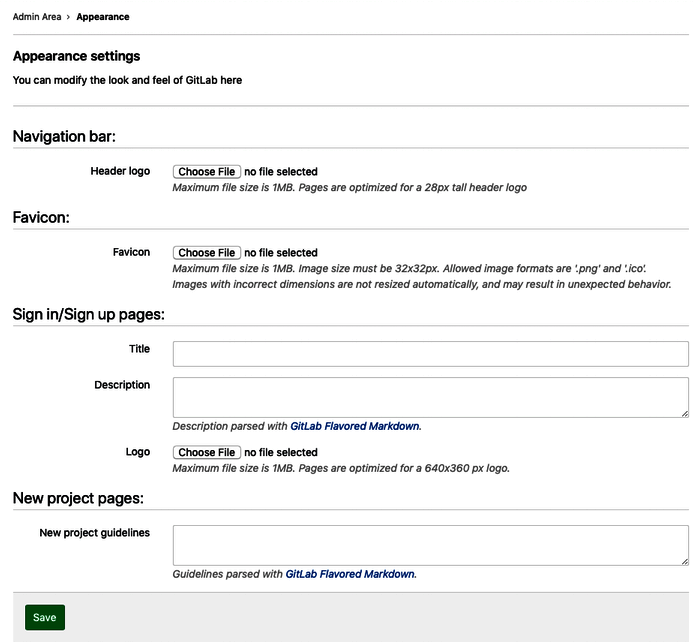 Admin Area › Appearance
Appearance settings
You can modify the look and feel of GitLab here
Navigation bar:
Header logo Choose File no file selected
Maximum file size is 1MB. Pages are optimized for a 28px tall header logo
Favicon:
Favicon Choose File no file selected
Maximum file size is 1MB. Image size must be 32x32px. Allowed image formats are '.png' and '.ico'.
Images with incorrect dimensions are not resized automatically, and may result in unexpected behavior.
Sign in/Sign up pages:
Title
Description
Description parsed with GitLab Flavored Markdown.
Logo Choose File no file selected
Maximum file size is 1MB. Pages are optimized for a 640x360 px logo.
New project pages:
New project guidelines
Guidelines parsed with GitLab Flavored Markdown.
Save